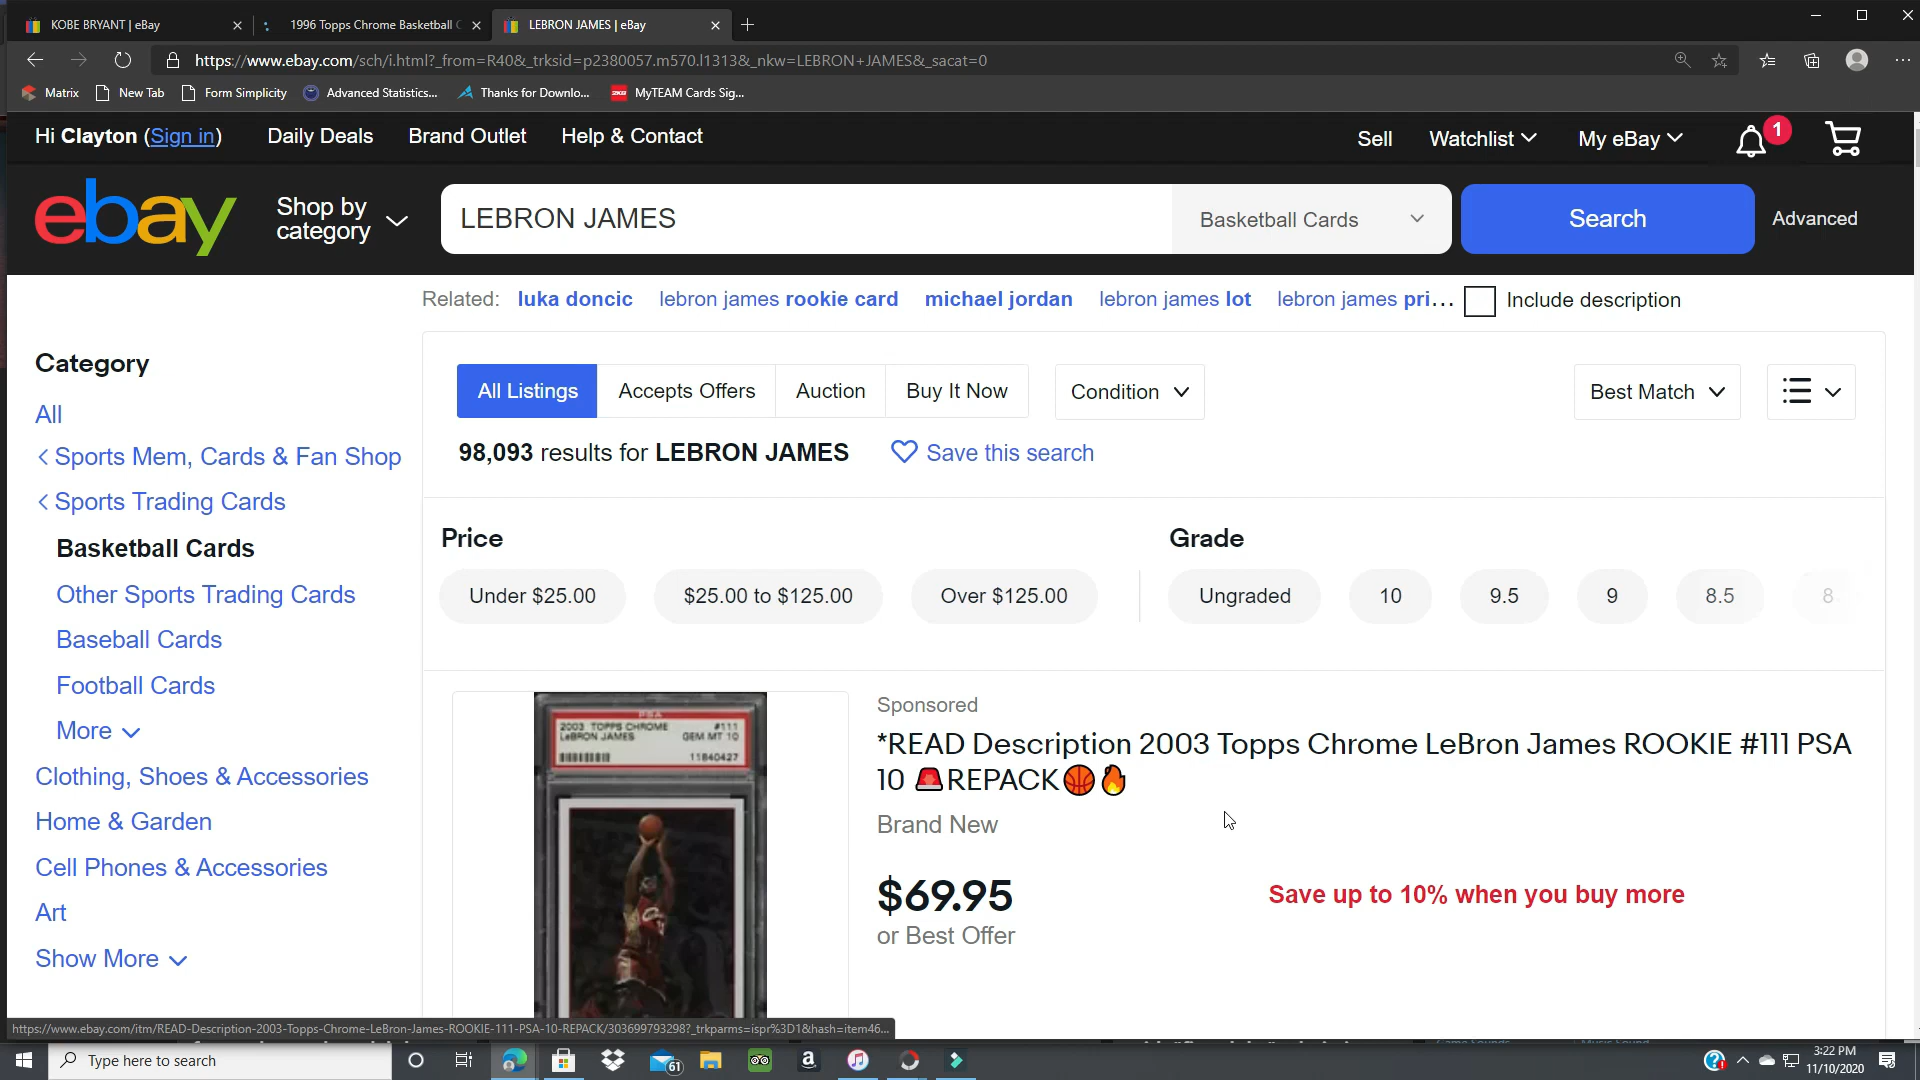 KOBE BRYANT | eBay
1996 Topps Chrome Basketball
LEBRON JAMES | eBay
https://www.ebay.com/sch/i.html?_from=R40&_trksid=p2380057.m570.l1313&_nkw=LEBRON+JAMES&_sacat=0
Matrix
New Tab
Form Simplicity
Advanced Statistics...
Thanks for Downlo...
MyTEAM Cards Sig...
Hi Clayton (Sign in)
Daily Deals
Brand Outlet
Help & Contact
Sell
Watchlist
My eBay
1
ebay
Shop by
category
LEBRON JAMES
Basketball Cards
Search
Advanced
Related: luka doncic lebron james rookie card michael jordan lebron james lot lebron james pri...
Include description
Category
All
Sports Mem, Cards & Fan Shop
Sports Trading Cards
Basketball Cards
Other Sports Trading Cards
Baseball Cards
Football Cards
More
Clothing, Shoes & Accessories
Home & Garden
Cell Phones & Accessories
Art
Show More
All Listings
Accepts Offers
Auction
Buy It Now
Condition
Best Match
98,093 results for LEBRON JAMES
Save this search
Price
Under $25.00
$25.00 to $125.00
Over $125.00
Grade
Ungraded
10
9.5
9
8.5
8
PSA
2003 TOPPS CHROME #111
LeBRON JAMES GEM MT 10
11840427
Sponsored
*READ Description 2003 Topps Chrome LeBron James ROOKIE #111 PSA
10 🚨REPACK🏀🔥
Brand New
$69.95
or Best Offer
Save up to 10% when you buy more
https://www.ebay.com/itm/READ-Description-2003-Topps-Chrome-LeBron-James-ROOKIE-111-PSA-10-REPACK/303699793298?_trkparms=ispr%3D1&hash=item46...
Type here to search
61
3:22 PM
11/10/2020